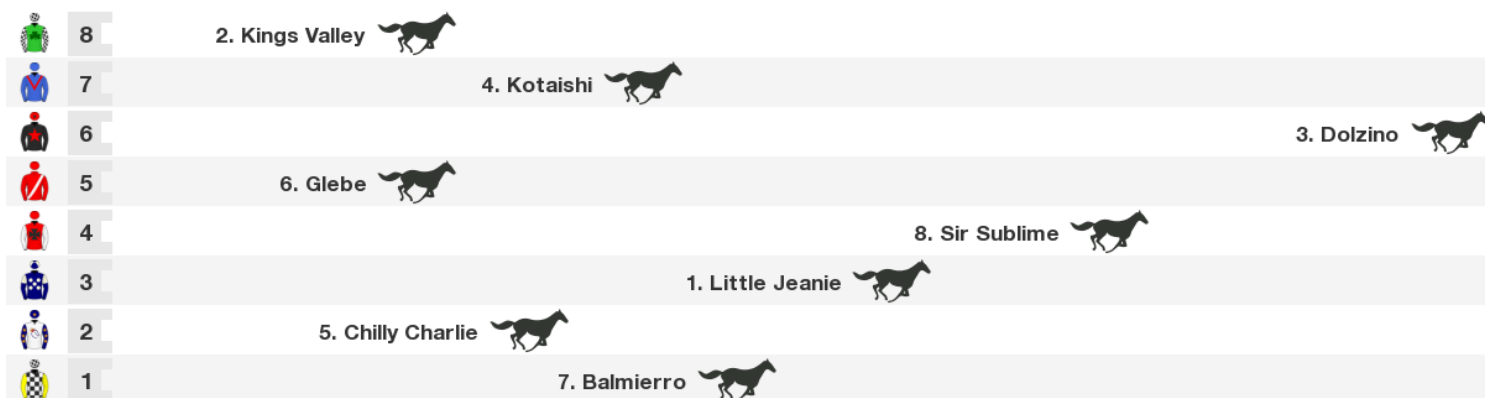 8 2. Kings Valley
7 4. Kotaishi
6 3. Dolzino
5 6. Glebe
4 8. Sir Sublime
3 1. Little Jeanie
2 5. Chilly Charlie
1 7. Balmierro